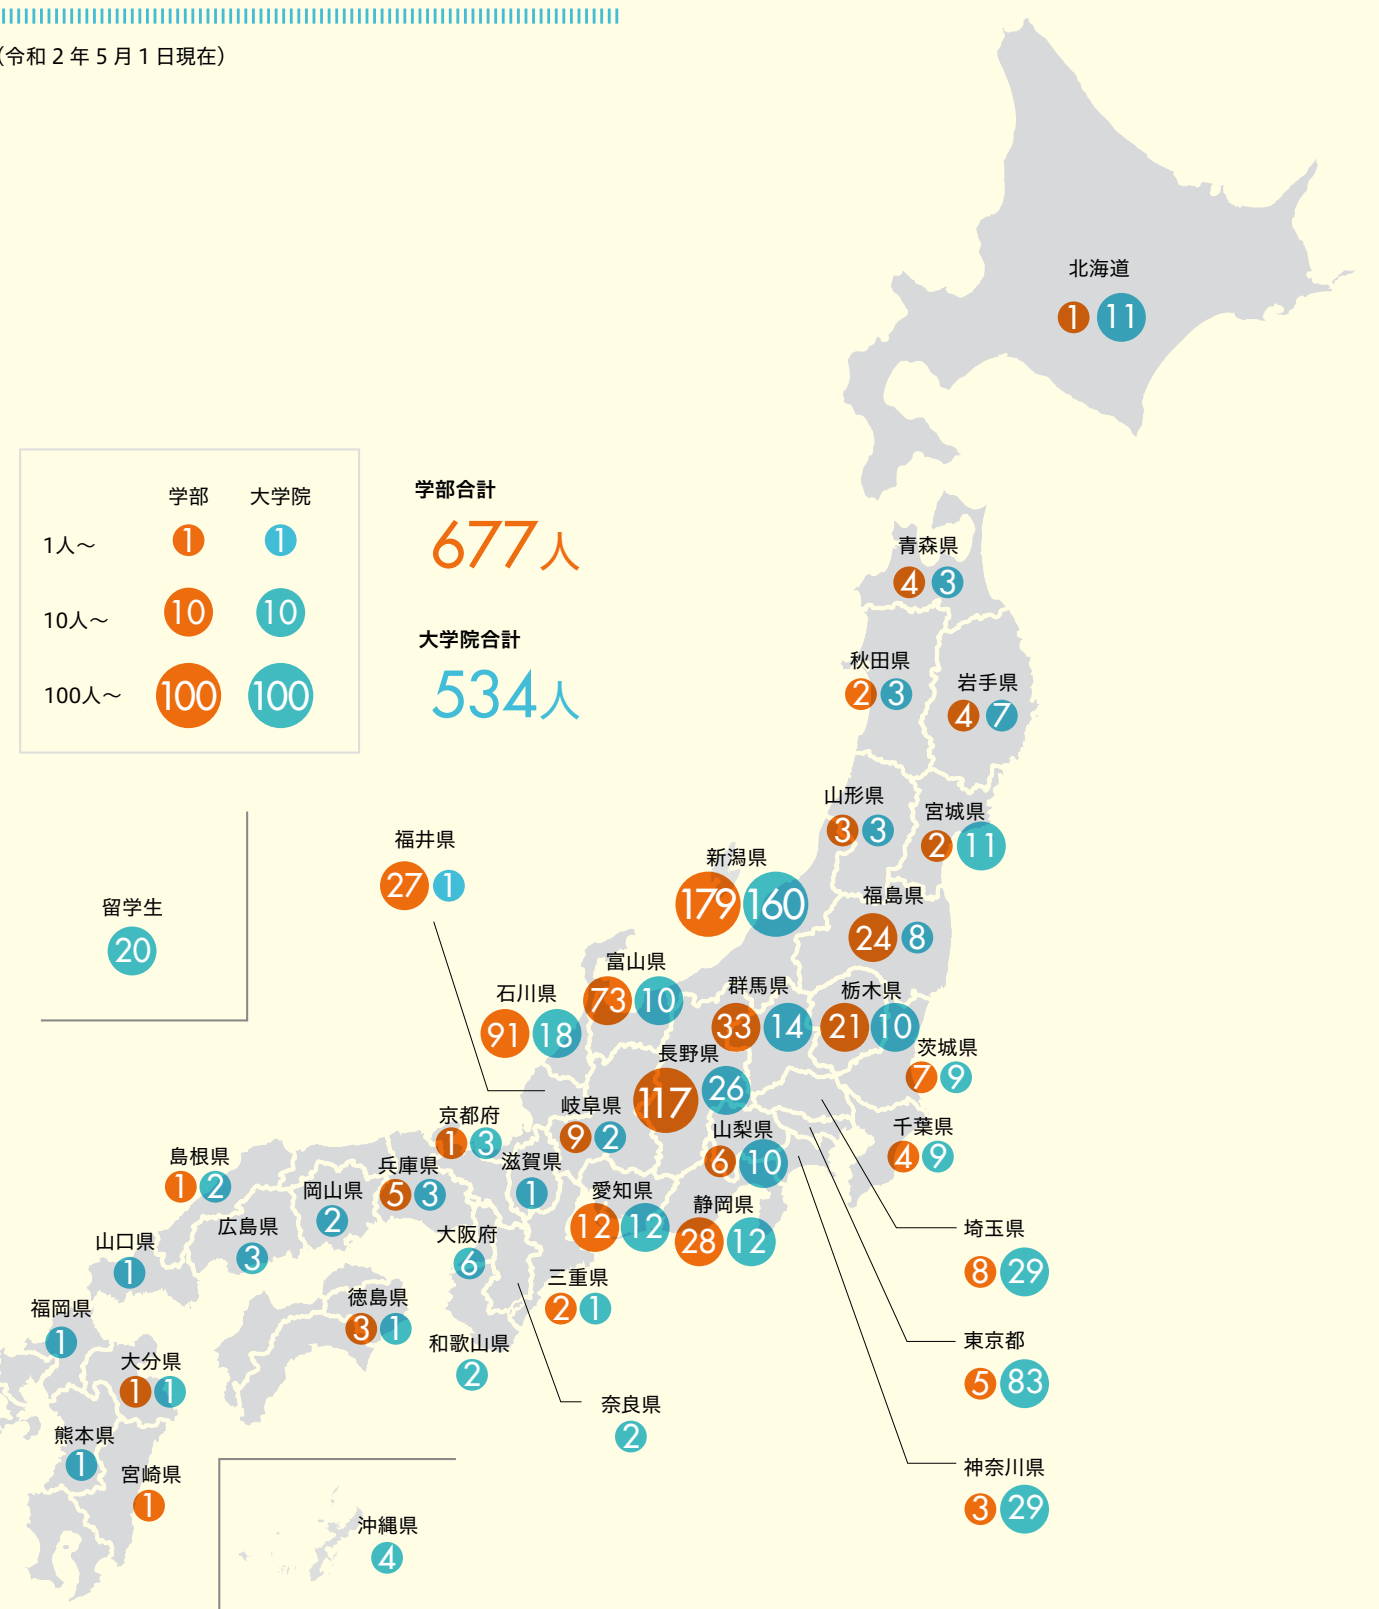 (令和2年5月1日現在)
北海道
1 11
学部 大学院
1人～ 1 1
10人～ 10 10
100人～ 100 100
学部合計
677人
大学院合計
534人
青森県
4 3
秋田県
2 3
岩手県
4 7
山形県
3 3
宮城県
2 11
福井県
27 1
新潟県
179 160
福島県
24 8
留学生
20
富山県
73 10
石川県
91 18
群馬県
33 14
栃木県
21 10
長野県
117 26
茨城県
7 9
岐阜県
9 2
京都府
1 3
山梨県
6 10
千葉県
4 9
島根県
1 2
兵庫県
5 3
滋賀県
1
岡山県
2
愛知県
12 12
静岡県
28 12
広島県
3
大阪府
6
埼玉県
8 29
山口県
1
三重県
2 1
徳島県
3 1
福岡県
1
和歌山県
2
東京都
5 83
大分県
1 1
奈良県
2
熊本県
1
宮崎県
1
神奈川県
3 29
沖縄県
4